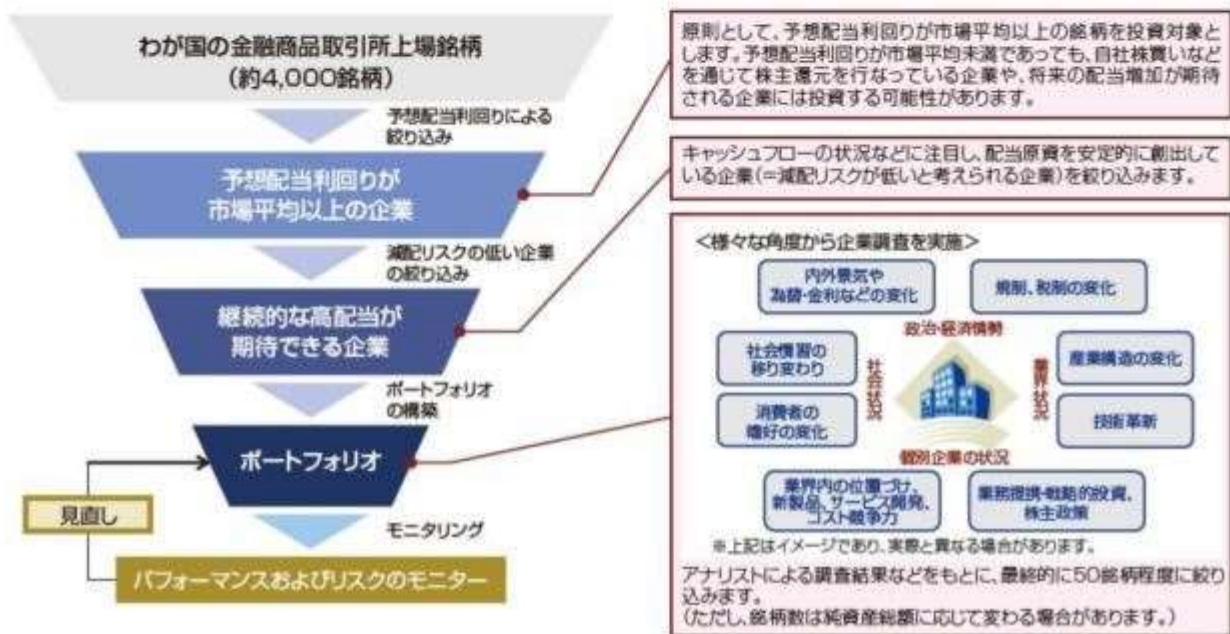 わが国の金融商品取引所上場銘柄
(約4,000銘柄)
予想配当利回りによる
絞り込み
予想配当利回りが
市場平均以上の企業
減配リスクの低い企業
の絞り込み
継続的な高配当が
期待できる企業
ポートフォリオ
の構築
ポートフォリオ
見直し
モニタリング
パフォーマンスおよびリスクのモニター
原則として、予想配当利回りが市場平均以上の銘柄を投資対象と
します。予想配当利回りが市場平均未満であっても、自社株買いなど
を通じて株主還元を行なっている企業や、将来の配当増加が期待
される企業には投資する可能性があります。
キャッシュフローの状況などに注目し、配当原資を安定的に創出して
いる企業(=減配リスクが低いと考えられる企業)を絞り込みます。
<様々な角度から企業調査を実施>
内外景気や
為替・金利などの変化
規制、税制の変化
政治・経済情勢
社会慣習の
移り変わり
社会状況
業界状況
産業構造の変化
消費者の
嗜好の変化
技術革新
個別企業の状況
業界内の位置づけ、
新製品、サービス開発、
コスト競争力
業務提携・戦略的投資、
株主政策
※上記はイメージであり、実際と異なる場合があります。
アナリストによる調査結果などをもとに、最終的に50銘柄程度に絞り
込みます。
(ただし、銘柄数は純資産総額に応じて変わる場合があります。)